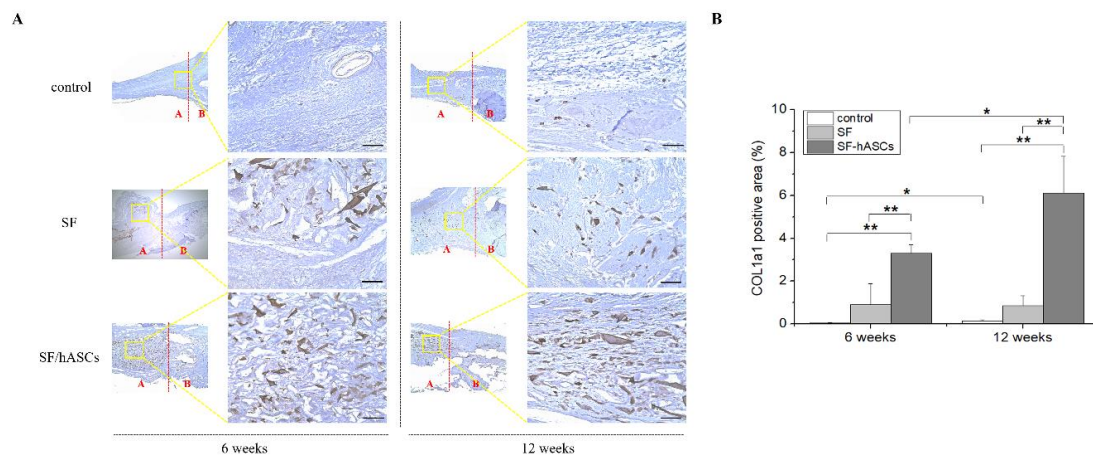 A
B
control
A B
A B
SF
A B
A B
SF/hASCs
A B
A B
6 weeks
12 weeks
COL1a1 positive area (%)
10
8
6
4
2
0
control
SF
SF-hASCs
*
**
**
*
**
**
6 weeks
12 weeks